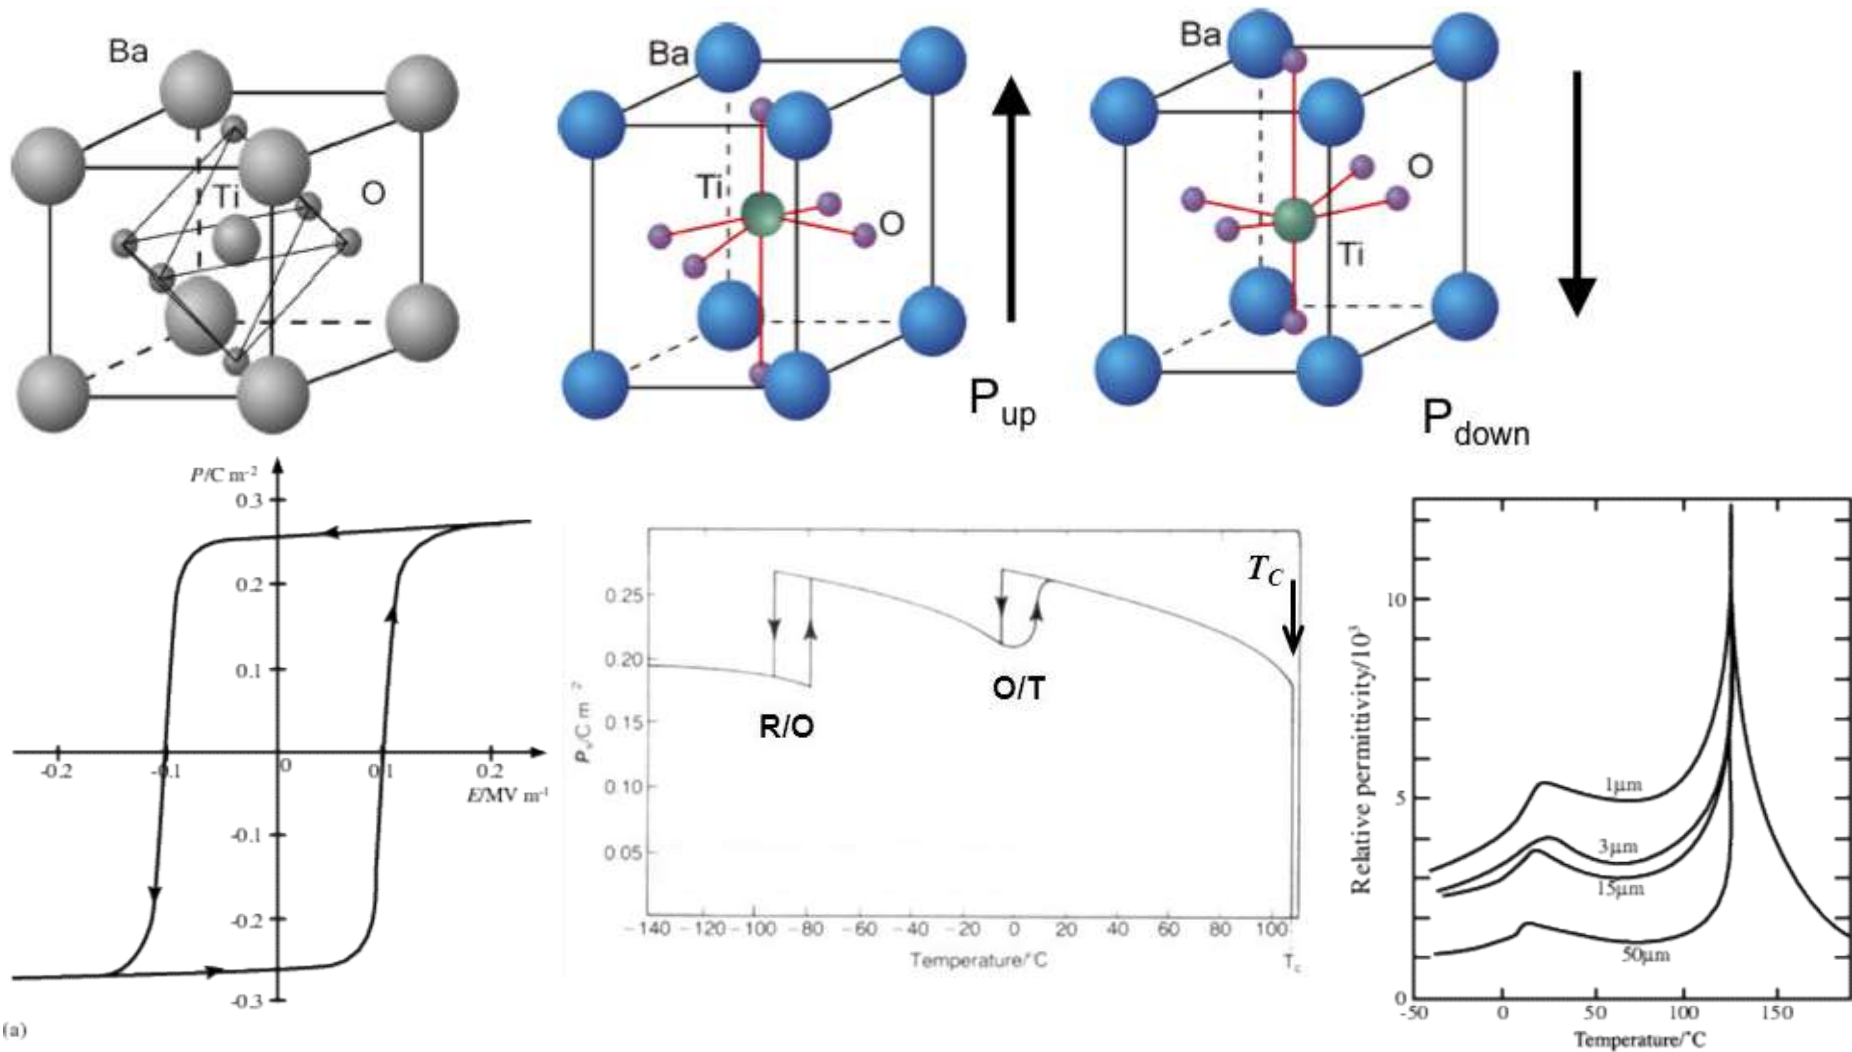 Ba
Ti
O
Ba
Ti
O
P_up
Ba
O
Ti
P_down
P/C m⁻²
0.3
0.2
0.1
-0.2
-0.1
0
0.1
0.2
E/MV m⁻¹
-0.1
-0.2
-0.3
(a)
T_C
0.25
0.20
0.15
0.10
0.05
P_s/C m⁻²
R/O
O/T
−140 −120 −100 −80 −60 −40 −20 0 20 40 60 80 100
Temperature/°C
T_c
Relative permittivity/10³
10
5
0
1μm
3μm
15μm
50μm
-50 0 50 100 150
Temperature/°C